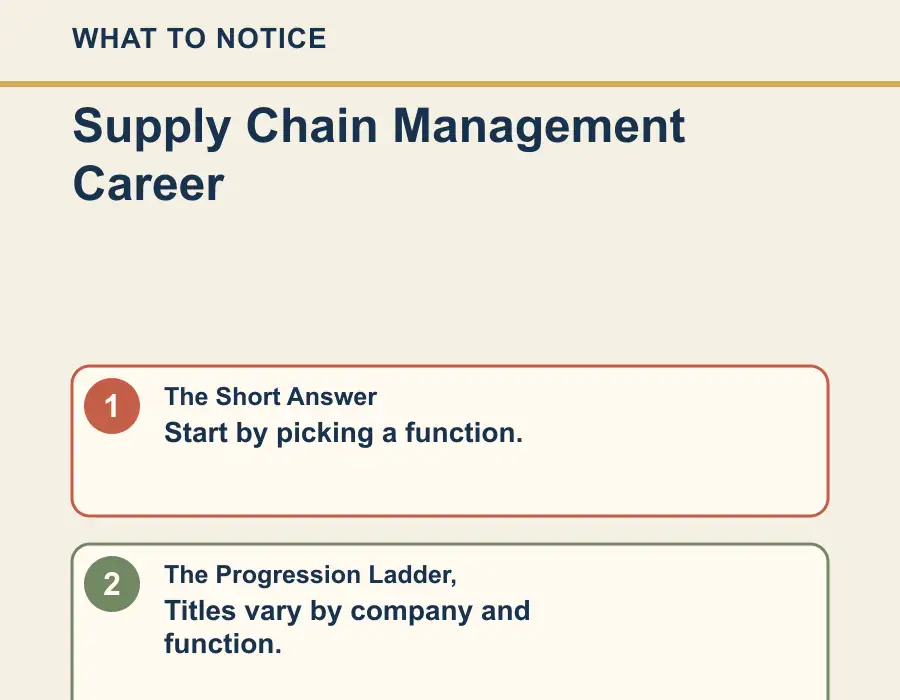 WHAT TO NOTICE
Supply Chain Management
Career
1
The Short Answer
Start by picking a function.
2
The Progression Ladder,
Titles vary by company and
function.